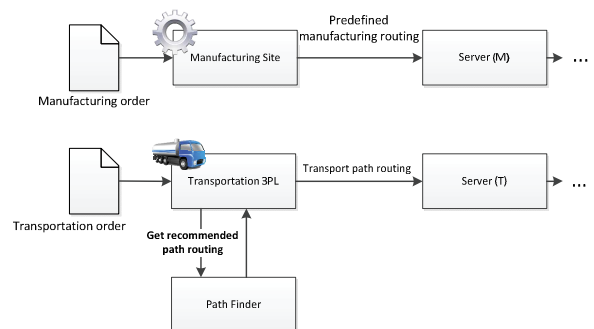 Predefined
manufacturing routing
Manufacturing Site
Server (M)
...
Manufacturing order
Transportation 3PL
Transport path routing
Server (T)
...
Transportation order
Get recommended
path routing
Path Finder